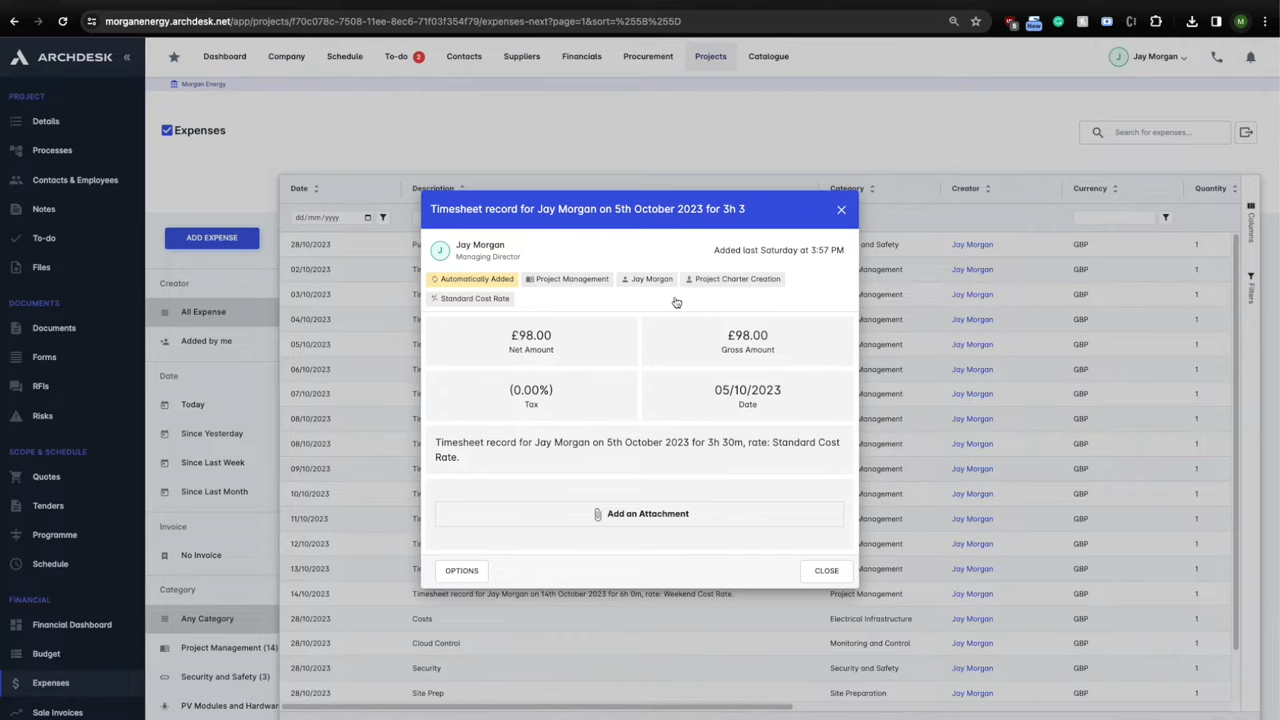 morganenergy.archdesk.com/app/projects/f70c078c-7508-11ee-8ec6-71f03f354f79/expenses-next?page=1&sort=%255B%255D
New
M
ARCHDESK
Dashboard
Company
Schedule
To-do 2
Contacts
Suppliers
Financials
Procurement
Projects
Catalogue
J Jay Morgan
Morgan Energy
PROJECT
Details
Processes
Contacts & Employees
Notes
To-do
Files
DOCUMENTS
Documents
Forms
RFIs
Risks
SCOPE & SCHEDULE
Quotes
Tenders
Programme
Schedule
FINANCIAL
Financial Dashboard
Budget
Expenses
Sale Invoices
Expenses
Search for expenses...
ADD EXPENSE
Creator
All Expense
Added by me
Date
Today
Since Yesterday
Since Last Week
Since Last Month
Invoice
No Invoice
Category
Any Category
Project Management (14)
Security and Safety (3)
PV Modules and Hardwar
Date Description Category Creator Currency Quantity
dd/mm/yyyy
Columns
Filters
28/10/2023 and Safety Jay Morgan GBP 1
02/10/2023 Management Jay Morgan GBP 1
03/10/2023 Management Jay Morgan GBP 1
04/10/2023 Management Jay Morgan GBP 1
05/10/2023 Management Jay Morgan GBP 1
06/10/2023 Management Jay Morgan GBP 1
07/10/2023 Management Jay Morgan GBP 1
08/10/2023 Management Jay Morgan GBP 1
08/10/2023 Management Jay Morgan GBP 1
09/10/2023 Management Jay Morgan GBP 1
10/10/2023 Management Jay Morgan GBP 1
11/10/2023 Management Jay Morgan GBP 1
12/10/2023 Management Jay Morgan GBP 1
13/10/2023 Management Jay Morgan GBP 1
14/10/2023 Timesheet record for Jay Morgan on 14th October 2023 for 6h 0m, rate: Weekend Cost Rate. Project Management Jay Morgan GBP 1
28/10/2023 Costs Electrical Infrastructure Jay Morgan GBP 1
28/10/2023 Cloud Control Monitoring and Control Jay Morgan GBP 1
28/10/2023 Security Security and Safety Jay Morgan GBP 1
28/10/2023 Site Prep Site Preparation Jay Morgan GBP 1
Timesheet record for Jay Morgan on 5th October 2023 for 3h 3
J Jay Morgan
Managing Director
Added last Saturday at 3:57 PM
Automatically Added
Project Management
Jay Morgan
Project Charter Creation
Standard Cost Rate
£98.00
Net Amount
£98.00
Gross Amount
(0.00%)
Tax
05/10/2023
Date
Timesheet record for Jay Morgan on 5th October 2023 for 3h 30m, rate: Standard Cost
Rate.
Add an Attachment
OPTIONS
CLOSE